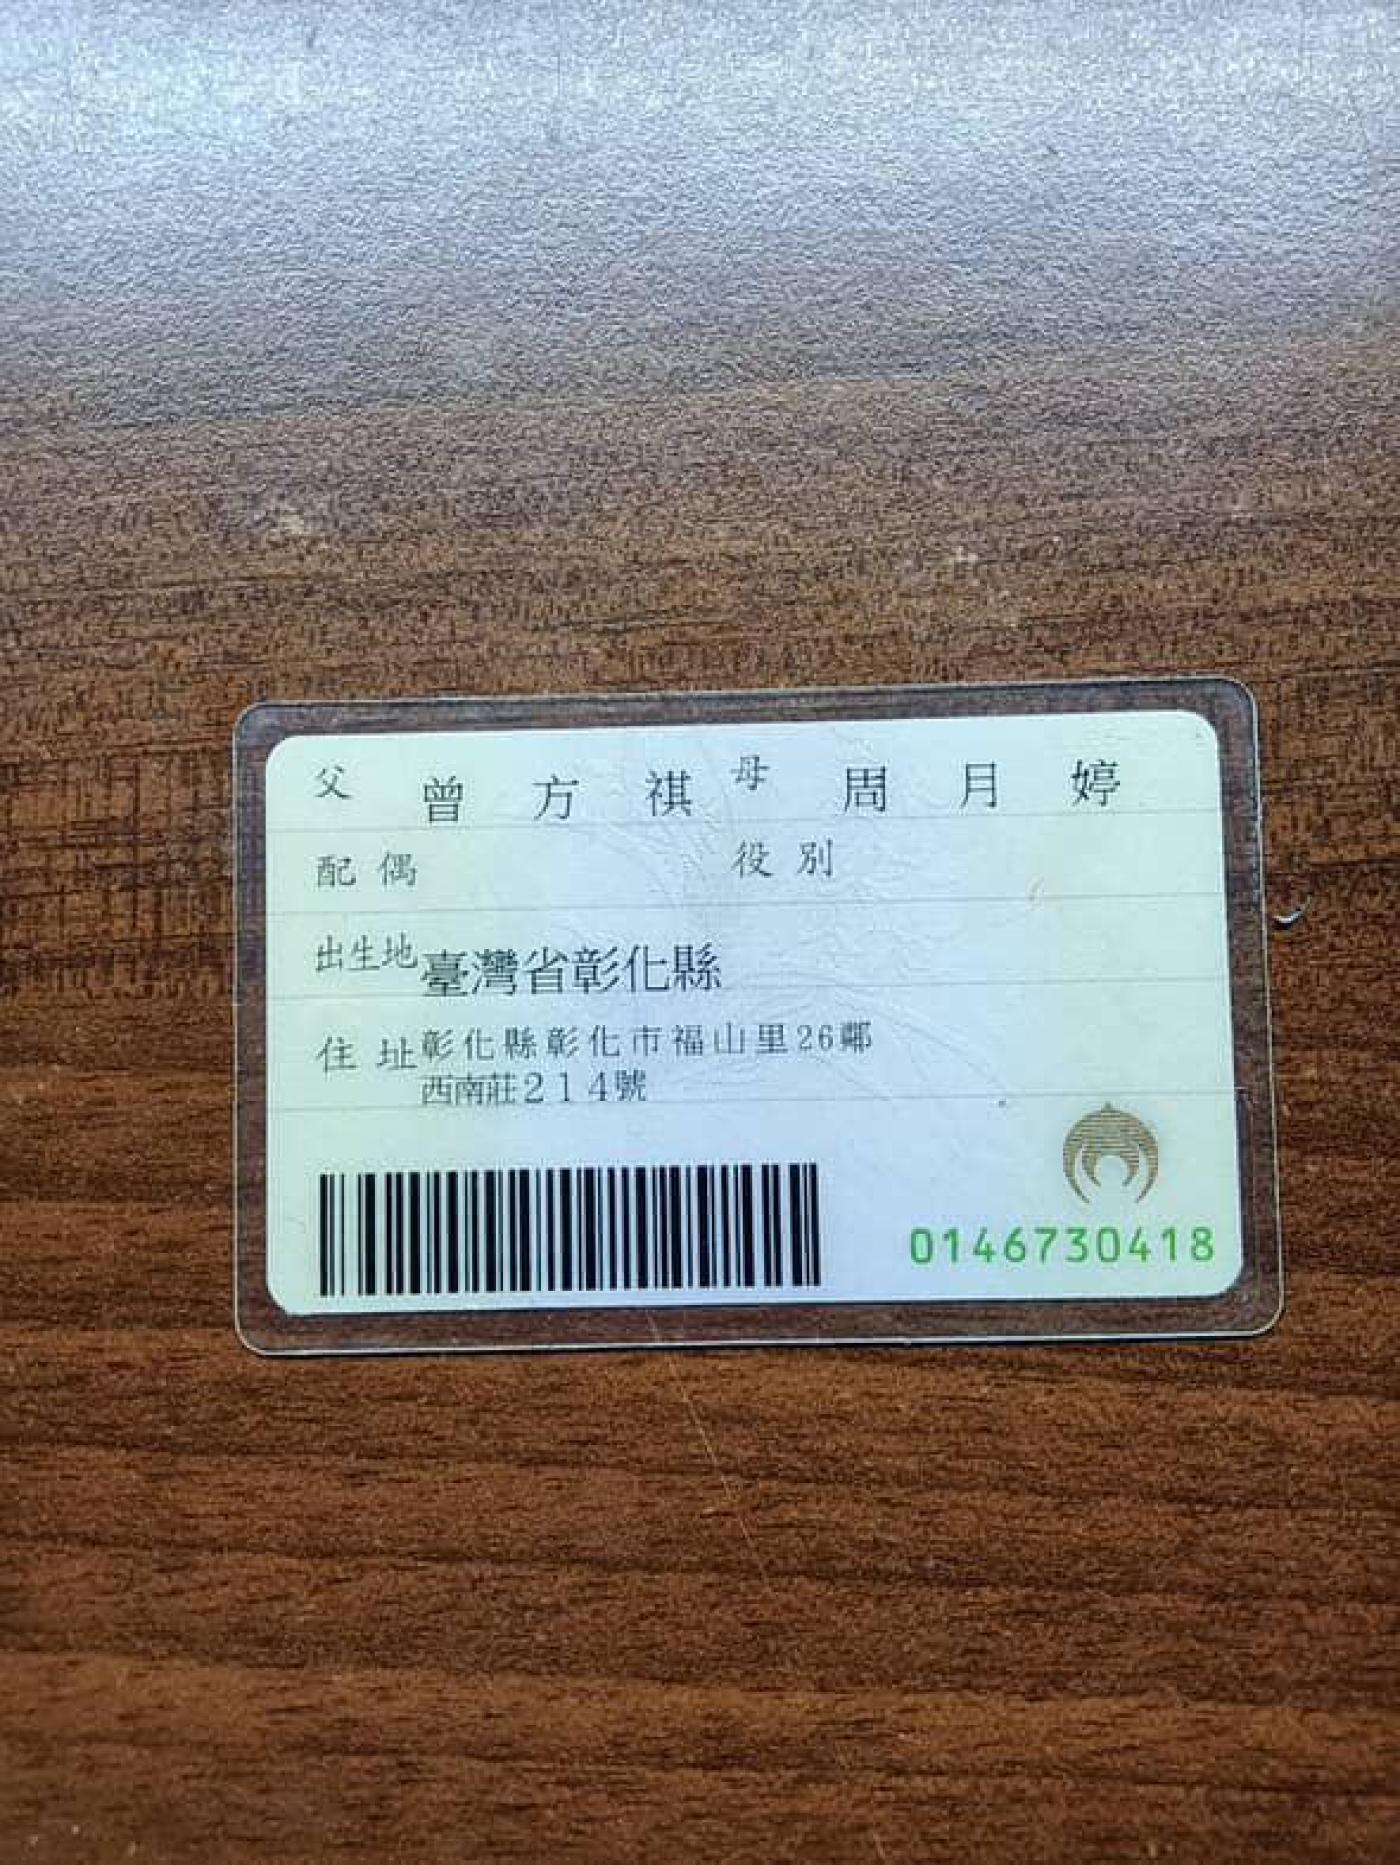 父 曾方祺 母 周月婷
配偶 役別
出生地 臺灣省彰化縣
住址 彰化縣彰化市福山里26鄰
西南莊214號
0146730418